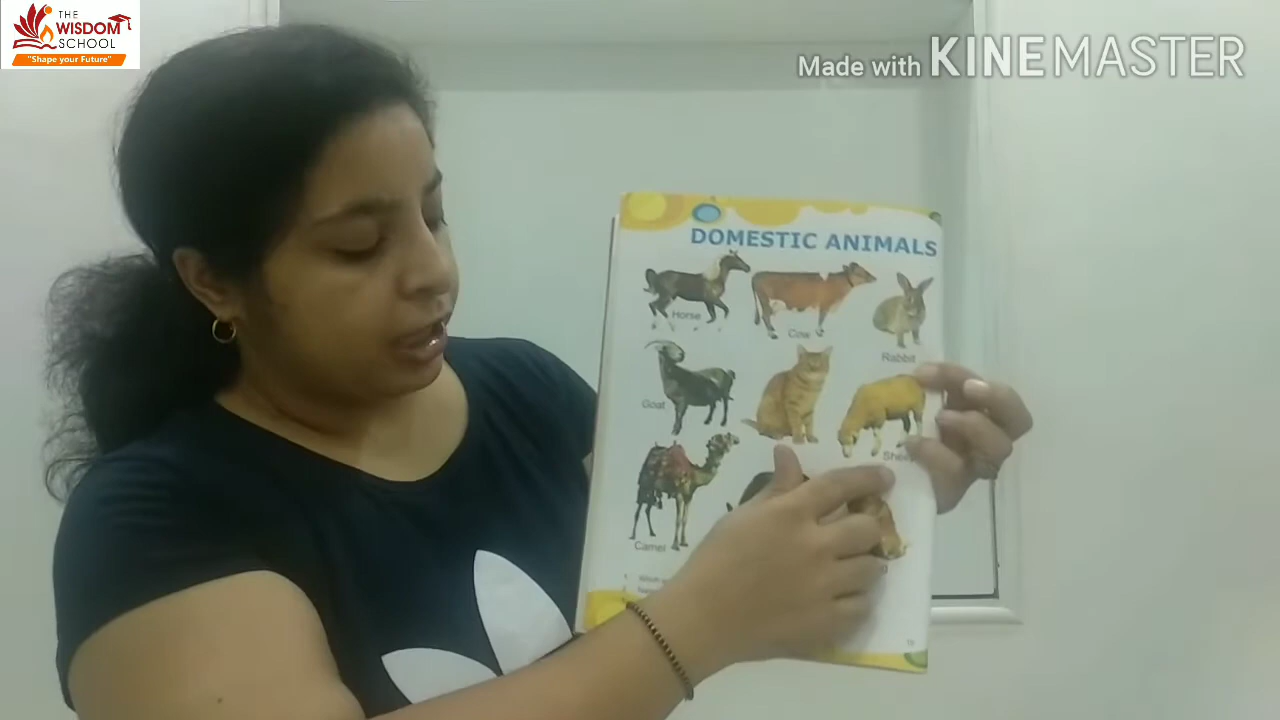 THE
WISDOM
SCHOOL
"Shape your Future"
Made with KINEMASTER
DOMESTIC ANIMALS
Horse
Cow
Rabbit
Goat
Camel